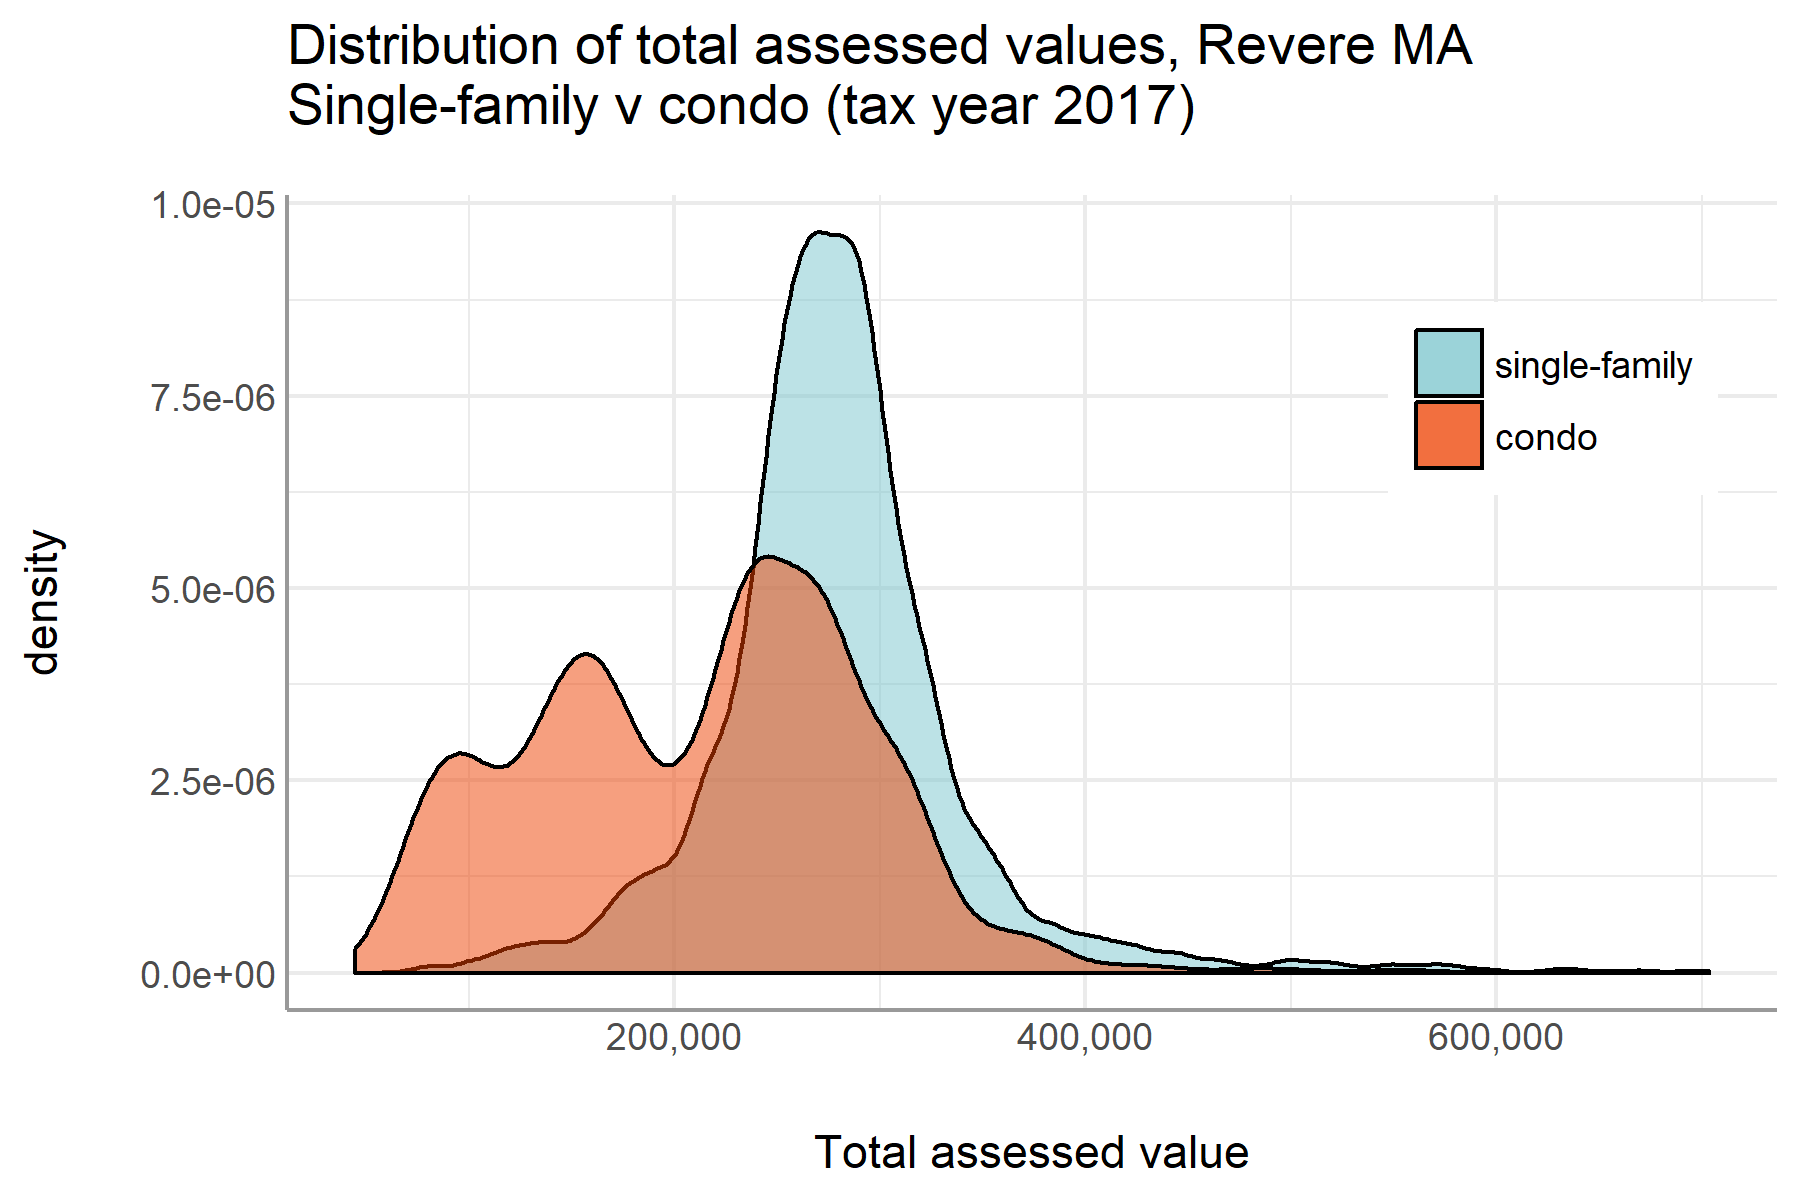 Distribution of total assessed values, Revere MA
Single-family v condo (tax year 2017)
1.0e-05
7.5e-06
5.0e-06
2.5e-06
0.0e+00
density
single-family
condo
200,000
400,000
600,000
Total assessed value